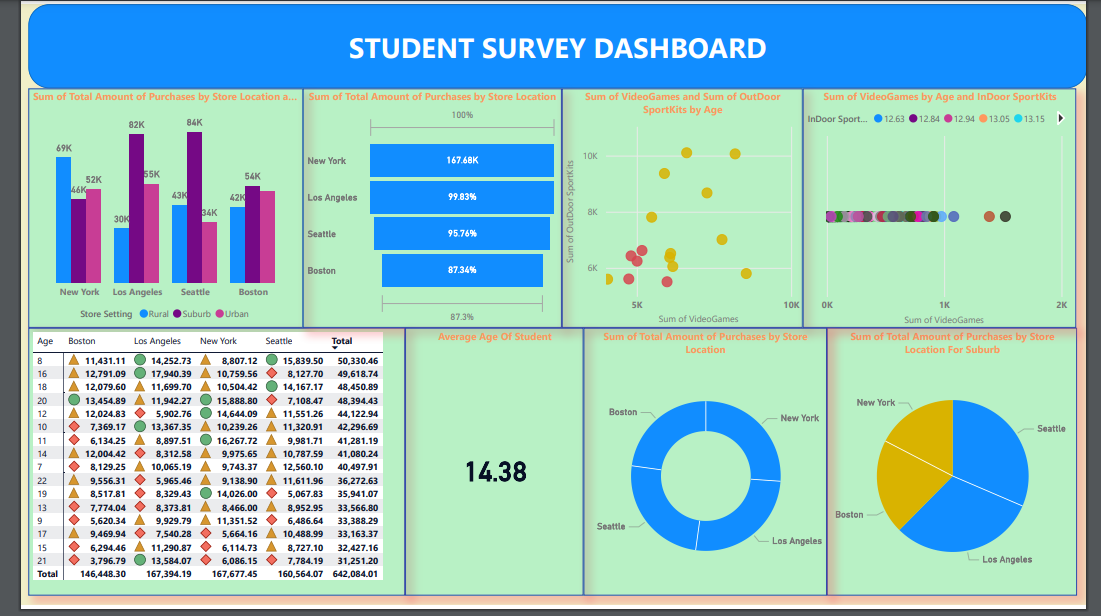 STUDENT SURVEY DASHBOARD
Sum of Total Amount of Purchases by Store Location a...
69K
46K
52K
30K
82K
55K
43K
84K
34K
42K
54K
New York
Los Angeles
Seattle
Boston
Store Setting Rural Suburb Urban
Sum of Total Amount of Purchases by Store Location
100%
New York 167.68K
Los Angeles 99.83%
Seattle 95.76%
Boston 87.34%
87.3%
Sum of VideoGames and Sum of OutDoor
SportKits by Age
Sum of OutDoor SportKits
10K
8K
6K
5K
10K
Sum of VideoGames
Sum of VideoGames by Age and InDoor SportKits
InDoor Sport... 12.63 12.84 12.94 13.05 13.15
0K
1K
2K
Sum of VideoGames
Age Boston Los Angeles New York Seattle Total
8 11,431.11 14,252.73 8,807.12 15,839.50 50,330.46
16 12,791.09 17,940.39 10,759.56 8,127.70 49,618.74
18 12,079.60 11,699.70 10,504.42 14,167.17 48,450.89
20 13,454.89 11,942.27 15,888.80 7,108.47 48,394.43
12 12,024.83 5,902.76 14,644.09 11,551.26 44,122.94
10 7,369.17 13,367.35 10,239.26 11,320.91 42,296.69
11 6,134.25 8,897.51 16,267.72 9,981.71 41,281.19
14 12,004.42 8,312.58 9,975.65 10,787.59 41,080.24
7 8,129.25 10,065.19 9,743.37 12,560.10 40,497.91
22 9,556.31 5,965.46 9,138.90 11,611.96 36,272.63
19 8,517.81 8,329.43 14,026.00 5,067.83 35,941.07
13 7,774.04 8,373.81 8,466.00 8,952.95 33,566.80
9 5,620.34 9,929.79 11,351.52 6,486.64 33,388.29
17 9,469.94 7,540.28 5,664.16 10,488.99 33,163.37
15 6,294.46 11,290.87 6,114.73 8,727.10 32,427.16
21 3,796.79 13,584.07 6,086.15 7,784.19 31,251.20
Total 146,448.30 167,394.19 167,677.45 160,564.07 642,084.01
Average Age Of Student
14.38
Sum of Total Amount of Purchases by Store
Location
Boston
New York
Seattle
Los Angeles
Sum of Total Amount of Purchases by Store
Location For Suburb
New York
Seattle
Boston
Los Angeles